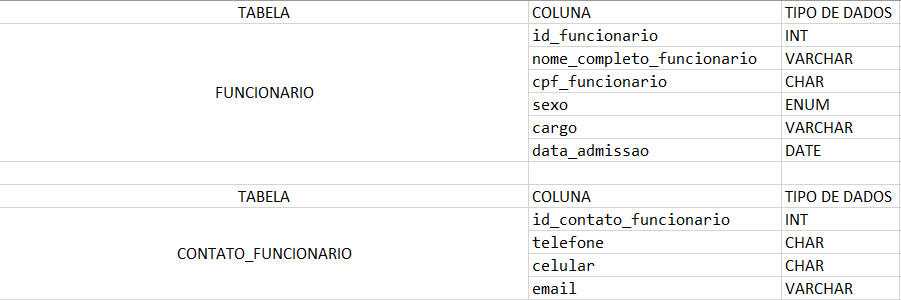 TABELA COLUNA TIPO DE DADOS
id_funcionario INT
nome_completo_funcionario VARCHAR
cpf_funcionario CHAR
FUNCIONARIO
sexo ENUM
cargo VARCHAR
data_admissao DATE
TABELA COLUNA TIPO DE DADOS
id_contato_funcionario INT
telefone CHAR
CONTATO_FUNCIONARIO
celular CHAR
email VARCHAR